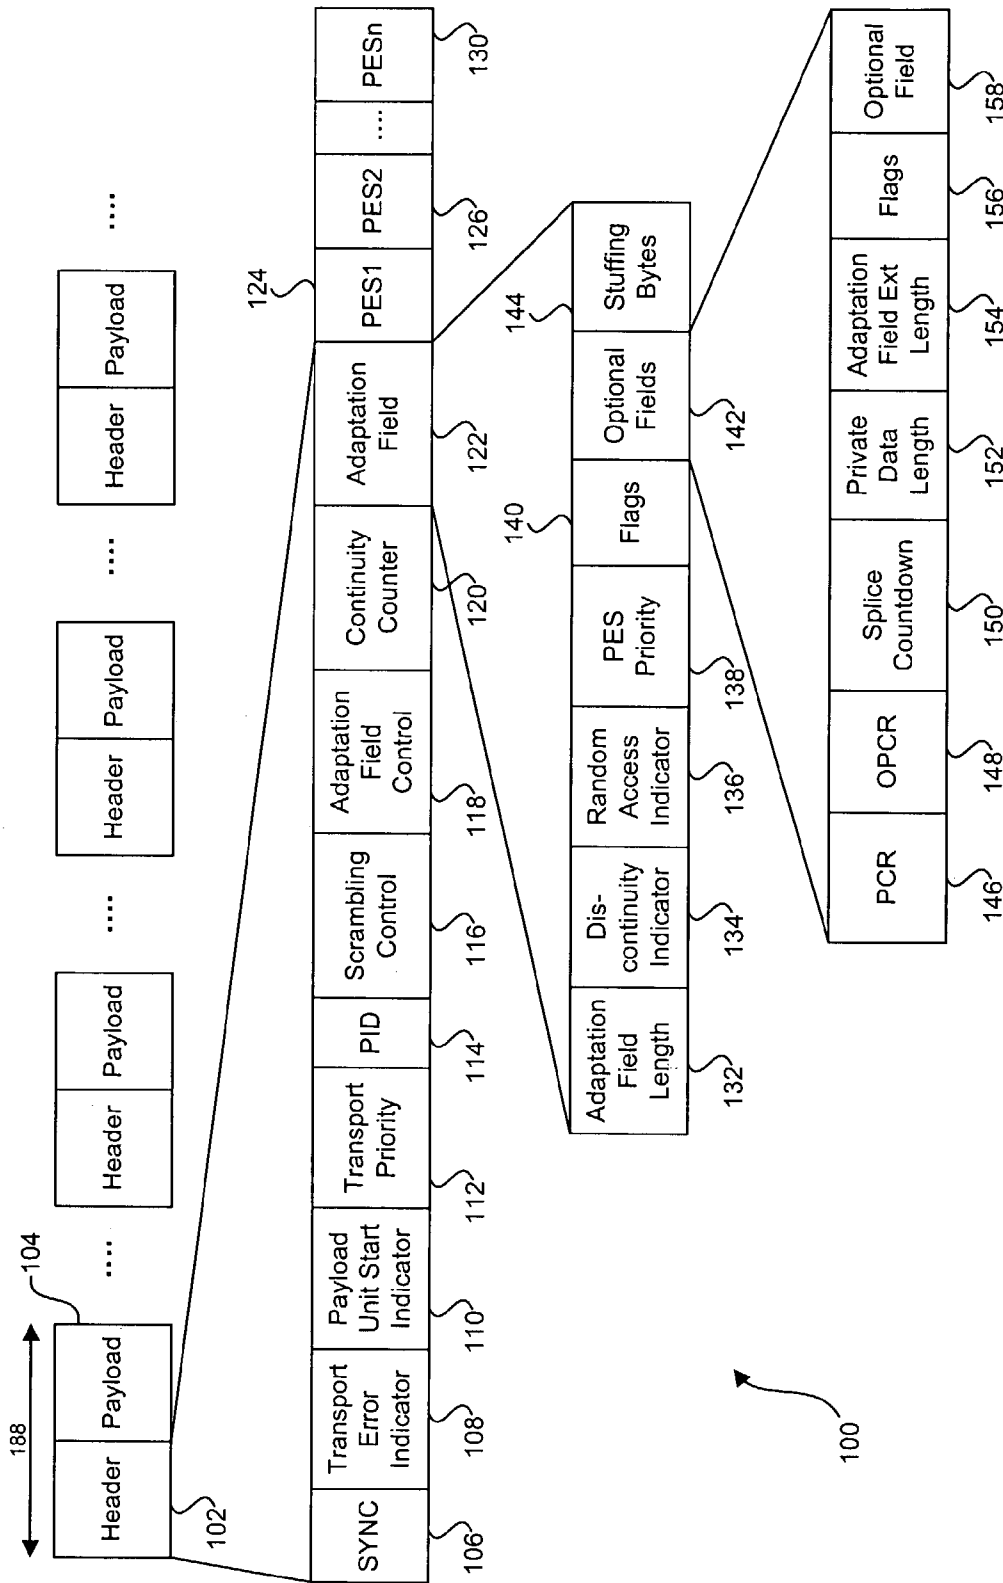 188
104
Header
Payload
....
Header
Payload
....
Header
Payload
....
Header
Payload
....
102
124
SYNC
Transport
Error
Indicator
Payload
Unit Start
Indicator
Transport
Priority
PID
Scrambling
Control
Adaptation
Field
Control
Continuity
Counter
Adaptation
Field
PES1
PES2
....
PESn
106
108
110
112
114
116
118
120
122
126
130
140
144
Adaptation
Field
Length
Dis-
continuity
Indicator
Random
Access
Indicator
PES
Priority
Flags
Optional
Fields
Stuffing
Bytes
132
134
136
138
142
PCR
OPCR
Splice
Countdown
Private
Data
Length
Adaptation
Field Ext
Length
Flags
Optional
Field
146
148
150
152
154
156
158
100